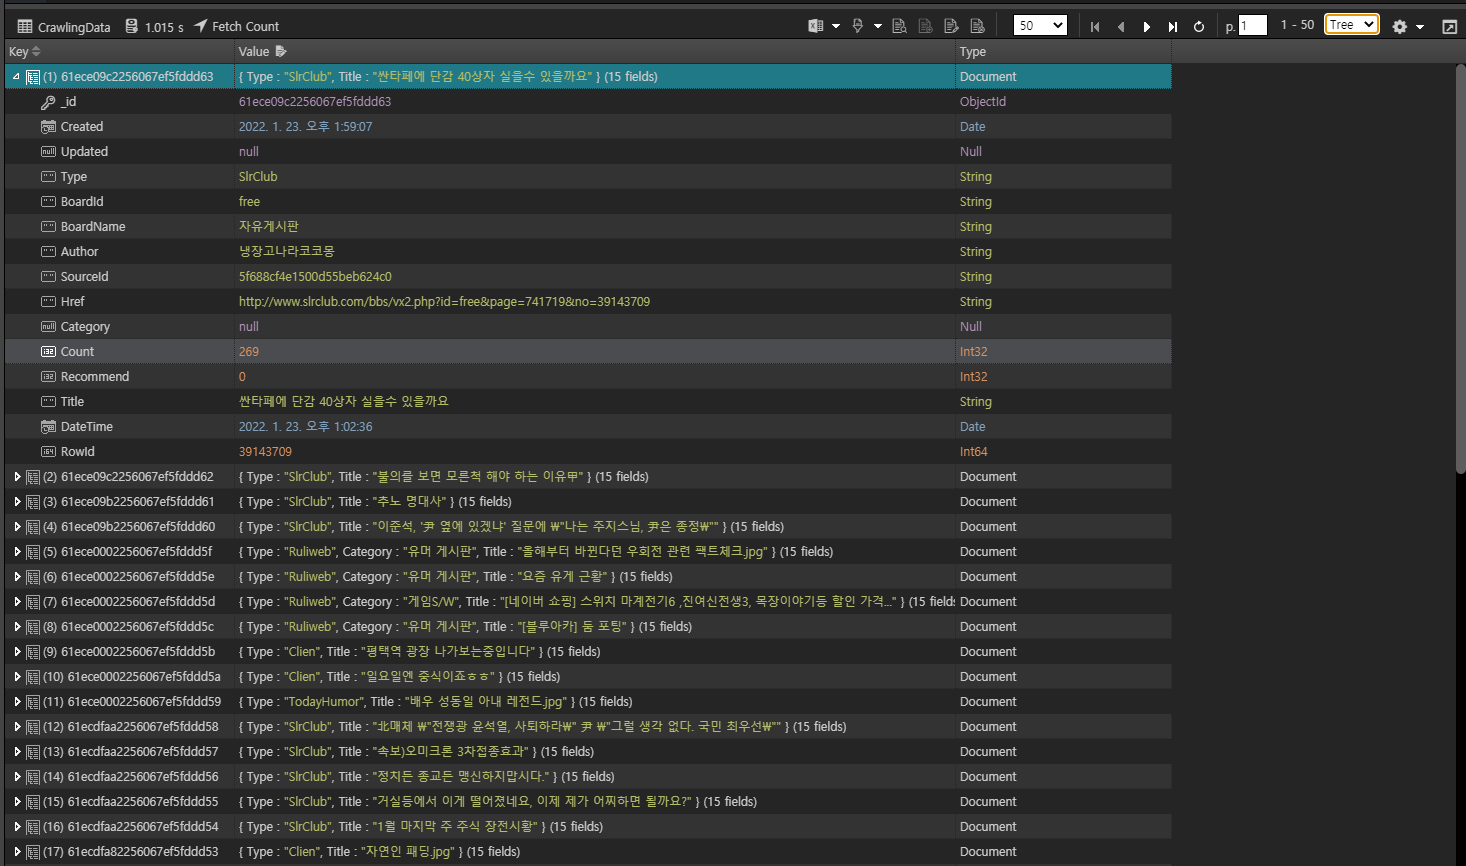 CrawlingData 1.015 s Fetch Count 50 p. 1 1 - 50 Tree
Key Value Type
(1) 61ece09c2256067ef5fddd63 { Type : "SlrClub", Title : "싼타페에 단감 40상자 실을수 있을까요" } (15 fields) Document
_id 61ece09c2256067ef5fddd63 ObjectId
Created 2022. 1. 23. 오후 1:59:07 Date
null Updated null Null
" " Type SlrClub String
" " BoardId free String
" " BoardName 자유게시판 String
" " Author 냉장고나라코코몽 String
" " SourceId 5f688cf4e1500d55beb624c0 String
" " Href http://www.slrclub.com/bbs/vx2.php?id=free&page=741719&no=39143709 String
null Category null Null
i32 Count 269 Int32
i32 Recommend 0 Int32
" " Title 싼타페에 단감 40상자 실을수 있을까요 String
DateTime 2022. 1. 23. 오후 1:02:36 Date
i64 RowId 39143709 Int64
(2) 61ece09c2256067ef5fddd62 { Type : "SlrClub", Title : "불의를 보면 모른척 해야 하는 이유甲" } (15 fields) Document
(3) 61ece09b2256067ef5fddd61 { Type : "SlrClub", Title : "추노 명대사" } (15 fields) Document
(4) 61ece09b2256067ef5fddd60 { Type : "SlrClub", Title : "이준석, '尹 옆에 있겠냐' 질문에 ₩"나는 주지스님, 尹은 종정₩"" } (15 fields) Document
(5) 61ece0002256067ef5fddd5f { Type : "Ruliweb", Category : "유머 게시판", Title : "올해부터 바뀐다던 우회전 관련 팩트체크.jpg" } (15 fields) Document
(6) 61ece0002256067ef5fddd5e { Type : "Ruliweb", Category : "유머 게시판", Title : "요즘 유게 근황" } (15 fields) Document
(7) 61ece0002256067ef5fddd5d { Type : "Ruliweb", Category : "게임S/W", Title : "[네이버 쇼핑] 스위치 마계전기6 ,진여신전생3, 목장이야기등 할인 가격..." } (15 fields Document
(8) 61ece0002256067ef5fddd5c { Type : "Ruliweb", Category : "유머 게시판", Title : "[블루아카] 둠 포팅" } (15 fields) Document
(9) 61ece0002256067ef5fddd5b { Type : "Clien", Title : "평택역 광장 나가보는중입니다" } (15 fields) Document
(10) 61ece0002256067ef5fddd5a { Type : "Clien", Title : "일요일엔 중식이죠ㅎㅎ" } (15 fields) Document
(11) 61ece0002256067ef5fddd59 { Type : "TodayHumor", Title : "배우 성동일 아내 레전드.jpg" } (15 fields) Document
(12) 61ecdfaa2256067ef5fddd58 { Type : "SlrClub", Title : "北매체 ₩"전쟁광 윤석열, 사퇴하라₩" 尹 ₩"그럴 생각 없다. 국민 최우선₩"" } (15 fields) Document
(13) 61ecdfaa2256067ef5fddd57 { Type : "SlrClub", Title : "속보)오미크론 3차접종효과" } (15 fields) Document
(14) 61ecdfaa2256067ef5fddd56 { Type : "SlrClub", Title : "정치든 종교든 맹신하지맙시다." } (15 fields) Document
(15) 61ecdfaa2256067ef5fddd55 { Type : "SlrClub", Title : "거실등에서 이게 떨어졌네요, 이제 제가 어찌하면 될까요?" } (15 fields) Document
(16) 61ecdfaa2256067ef5fddd54 { Type : "SlrClub", Title : "1월 마지막 주 주식 장전시황" } (15 fields) Document
(17) 61ecdfa82256067ef5fddd53 { Type : "Clien", Title : "자연인 패딩.jpg" } (15 fields) Document